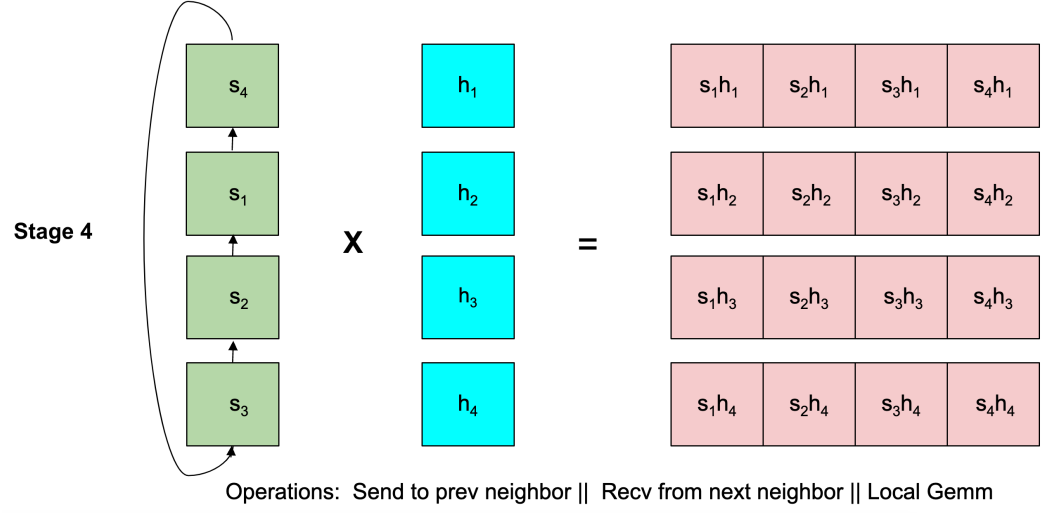 s₄ h₁ s₁h₁ s₂h₁ s₃h₁ s₄h₁
s₁ h₂ s₁h₂ s₂h₂ s₃h₂ s₄h₂
Stage 4 X =
s₂ h₃ s₁h₃ s₂h₃ s₃h₃ s₄h₃
s₃ h₄ s₁h₄ s₂h₄ s₃h₄ s₄h₄
Operations: Send to prev neighbor || Recv from next neighbor || Local Gemm